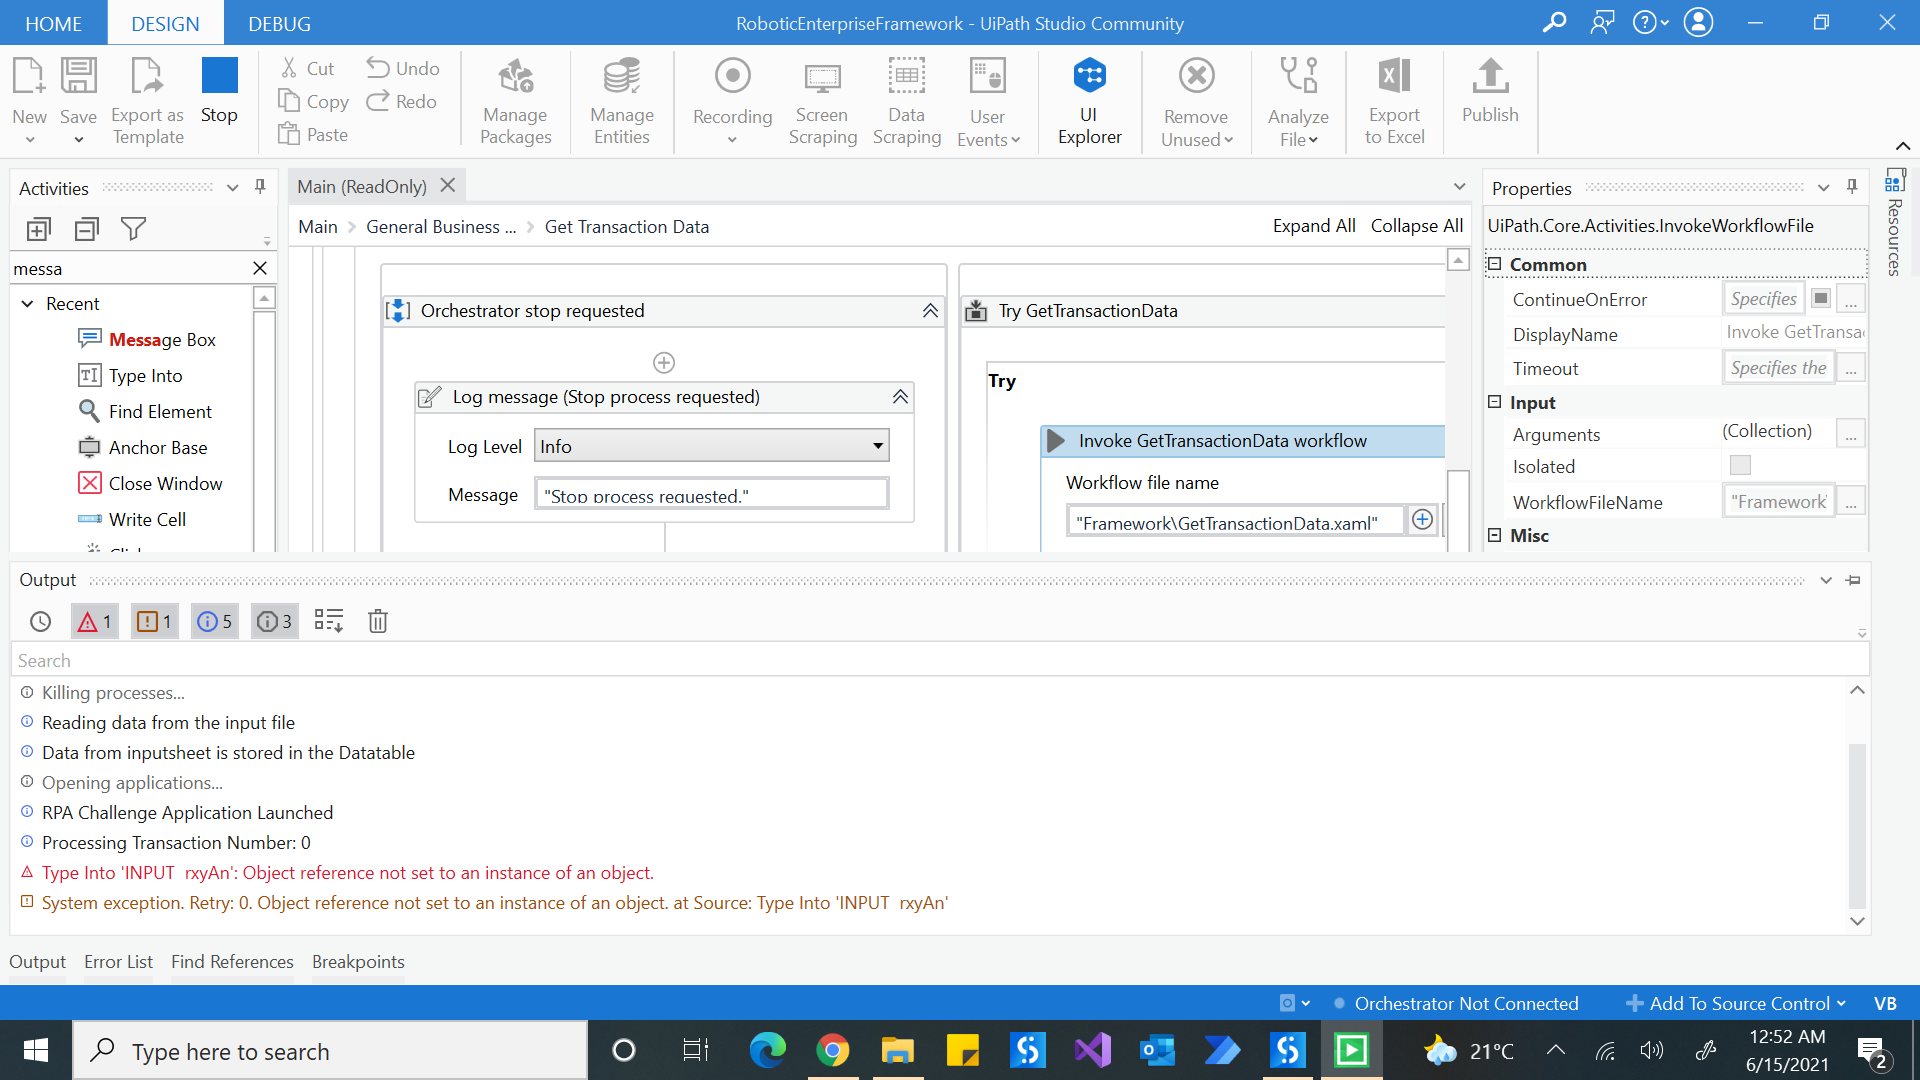 HOME DESIGN DEBUG
RoboticEnterpriseFramework - UiPath Studio Community
New Save Export as Template Stop
Cut Copy Paste Undo Redo
Manage Packages
Manage Entities
Recording Screen Scraping Data Scraping User Events
UI Explorer
Remove Unused
Analyze File
Export to Excel
Publish
Activities
messa
Recent
Message Box
Type Into
Find Element
Anchor Base
Close Window
Write Cell
Main (ReadOnly)
Main > General Business ... > Get Transaction Data
Expand All Collapse All
Orchestrator stop requested
Log message (Stop process requested)
Log Level Info
Message "Stop process requested."
Try GetTransactionData
Try
Invoke GetTransactionData workflow
Workflow file name
"Framework\GetTransactionData.xaml"
Properties
UiPath.Core.Activities.InvokeWorkflowFile
Common
ContinueOnError Specifies ...
DisplayName Invoke GetTransac
Timeout Specifies the ...
Input
Arguments (Collection) ...
Isolated
WorkflowFileName "Framework\ ...
Misc
Resources
Output
1 1 5 3
Search
Killing processes...
Reading data from the input file
Data from inputsheet is stored in the Datatable
Opening applications...
RPA Challenge Application Launched
Processing Transaction Number: 0
Type Into 'INPUT  rxyAn': Object reference not set to an instance of an object.
System exception. Retry: 0. Object reference not set to an instance of an object. at Source: Type Into 'INPUT  rxyAn'
Output Error List Find References Breakpoints
Orchestrator Not Connected Add To Source Control VB
Type here to search
21°C
12:52 AM
6/15/2021
2